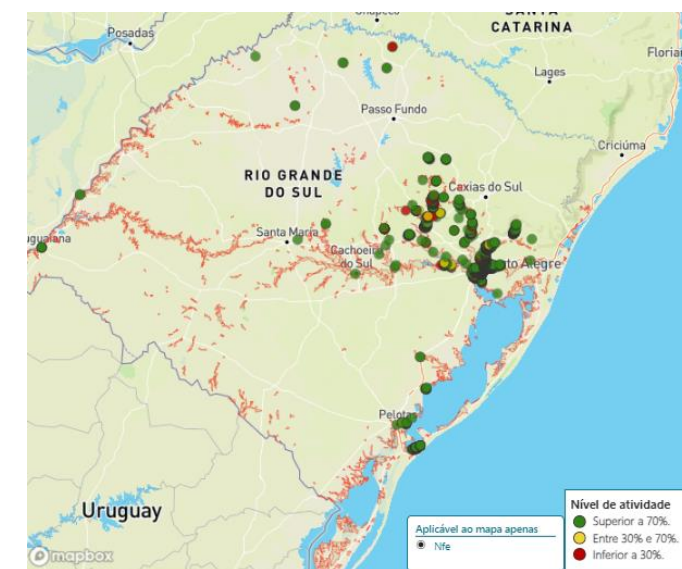 SANTA
CATARINA
Posadas
Floria
Lages
Passo Fundo
Criciúma
RIO GRANDE
DO SUL
Caxias do Sul
Santa Maria
Cachoeira
do Sul
uguaiana
rto Alegre
Pelotas
Uruguay
mapbox
Aplicável ao mapa apenas
Nfe
Nível de atividade
Superior a 70%.
Entre 30% e 70%.
Inferior a 30%.